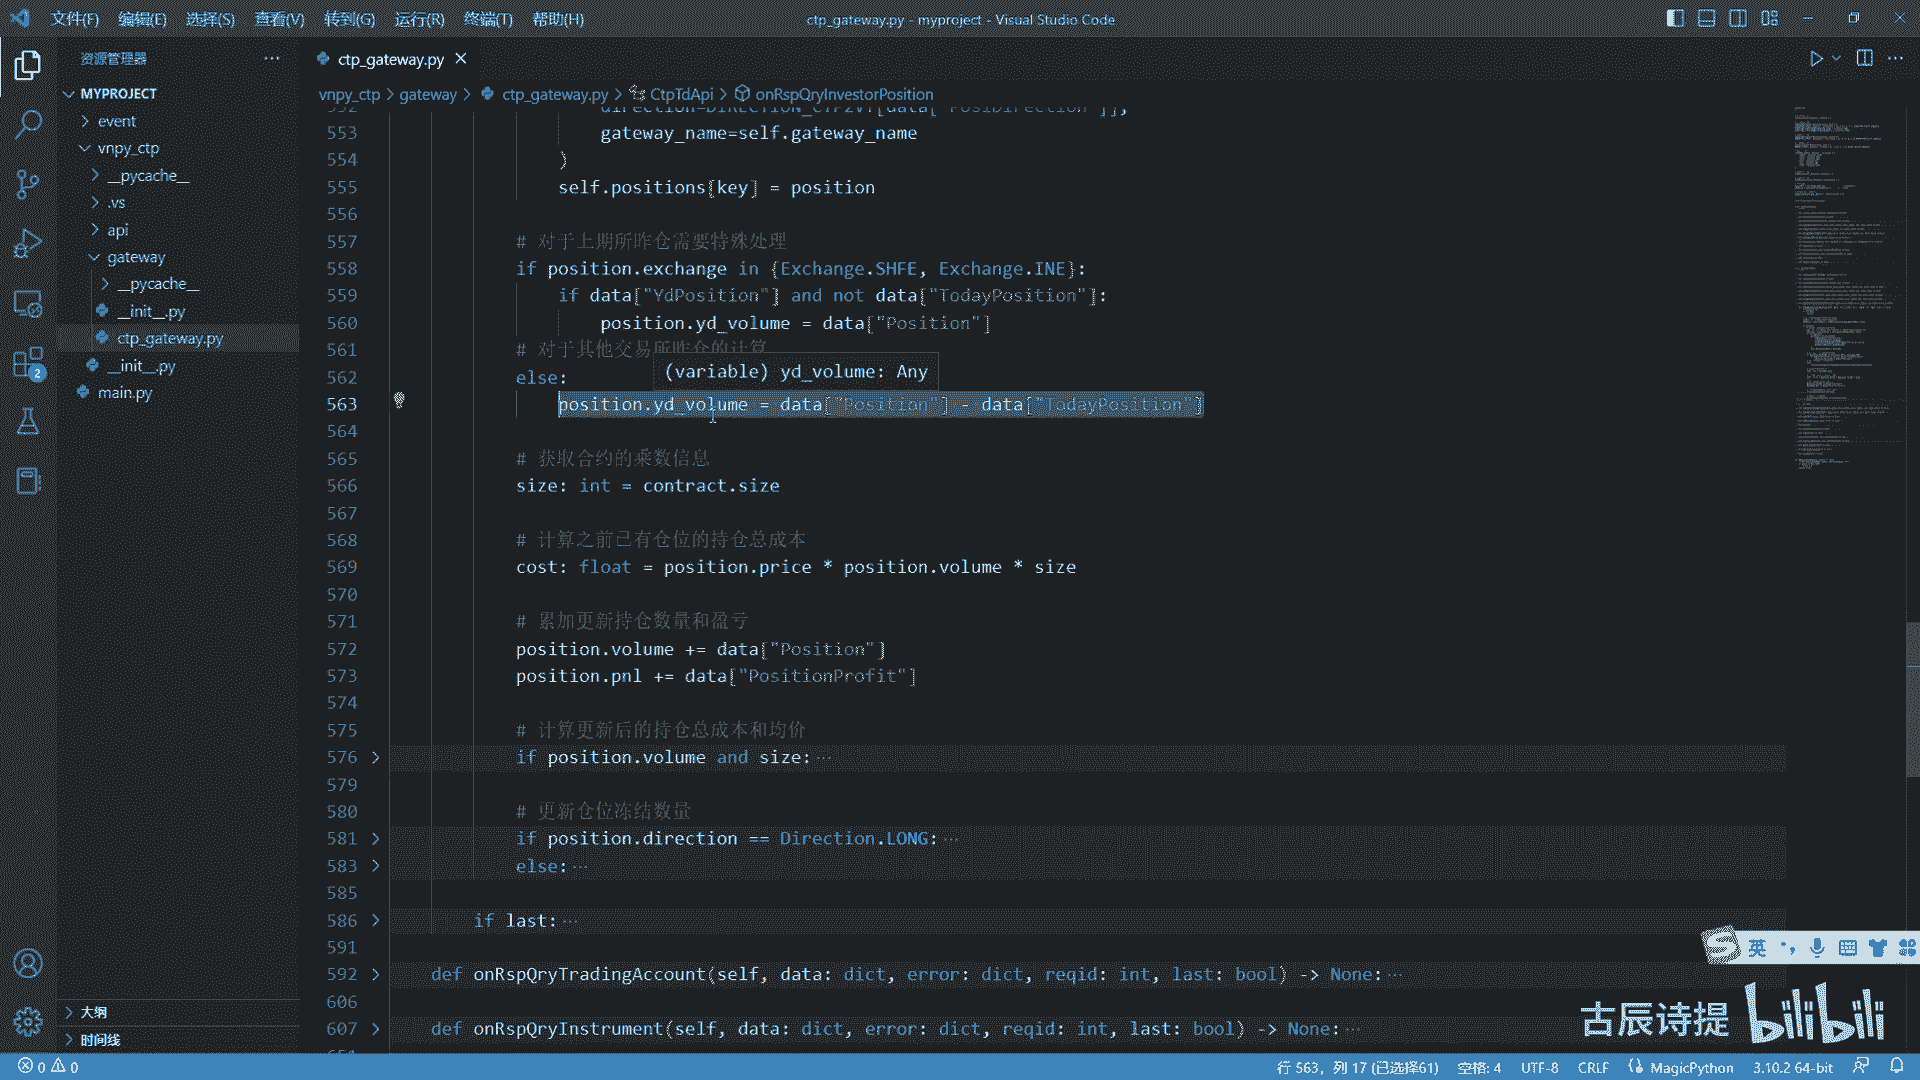 文件(F) 编辑(E) 选择(S) 查看(V) 转到(G) 运行(R) 终端(T) 帮助(H)
ctp_gateway.py - myproject - Visual Studio Code
资源管理器
MYPROJECT
event
vnpy_ctp
__pycache__
.vs
api
gateway
__pycache__
__init__.py
ctp_gateway.py
__init__.py
main.py
大纲
时间线
2
ctp_gateway.py
vnpy_ctp > gateway > ctp_gateway.py > CtpTdApi > onRspQryInvestorPosition
552 direction=DIRECTION_CTP2VT[data["PosiDirection"]],
553 gateway_name=self.gateway_name
554 )
555 self.positions[key] = position
556
557 # 对于上期所昨仓需要特殊处理
558 if position.exchange in {Exchange.SHFE, Exchange.INE}:
559 if data["YdPosition"] and not data["TodayPosition"]:
560 position.yd_volume = data["Position"]
561 # 对于其他交易所昨仓的计算
(variable) yd_volume: Any
562 else:
563 position.yd_volume = data["Position"] - data["TodayPosition"]
564
565 # 获取合约的乘数信息
566 size: int = contract.size
567
568 # 计算之前已有仓位的持仓总成本
569 cost: float = position.price * position.volume * size
570
571 # 累加更新持仓数量和盈亏
572 position.volume += data["Position"]
573 position.pnl += data["PositionProfit"]
574
575 # 计算更新后的持仓总成本和均价
576 if position.volume and size:…
579
580 # 更新仓位冻结数量
581 if position.direction == Direction.LONG:…
583 else:…
585
586 if last:…
591
592 def onRspQryTradingAccount(self, data: dict, error: dict, reqid: int, last: bool) -> None:…
606
607 def onRspQryInstrument(self, data: dict, error: dict, reqid: int, last: bool) -> None:…
英
古辰诗提 bilibili
0 0
行 563，列 17 (已选择61) 空格: 4 UTF-8 CRLF MagicPython 3.10.2 64-bit